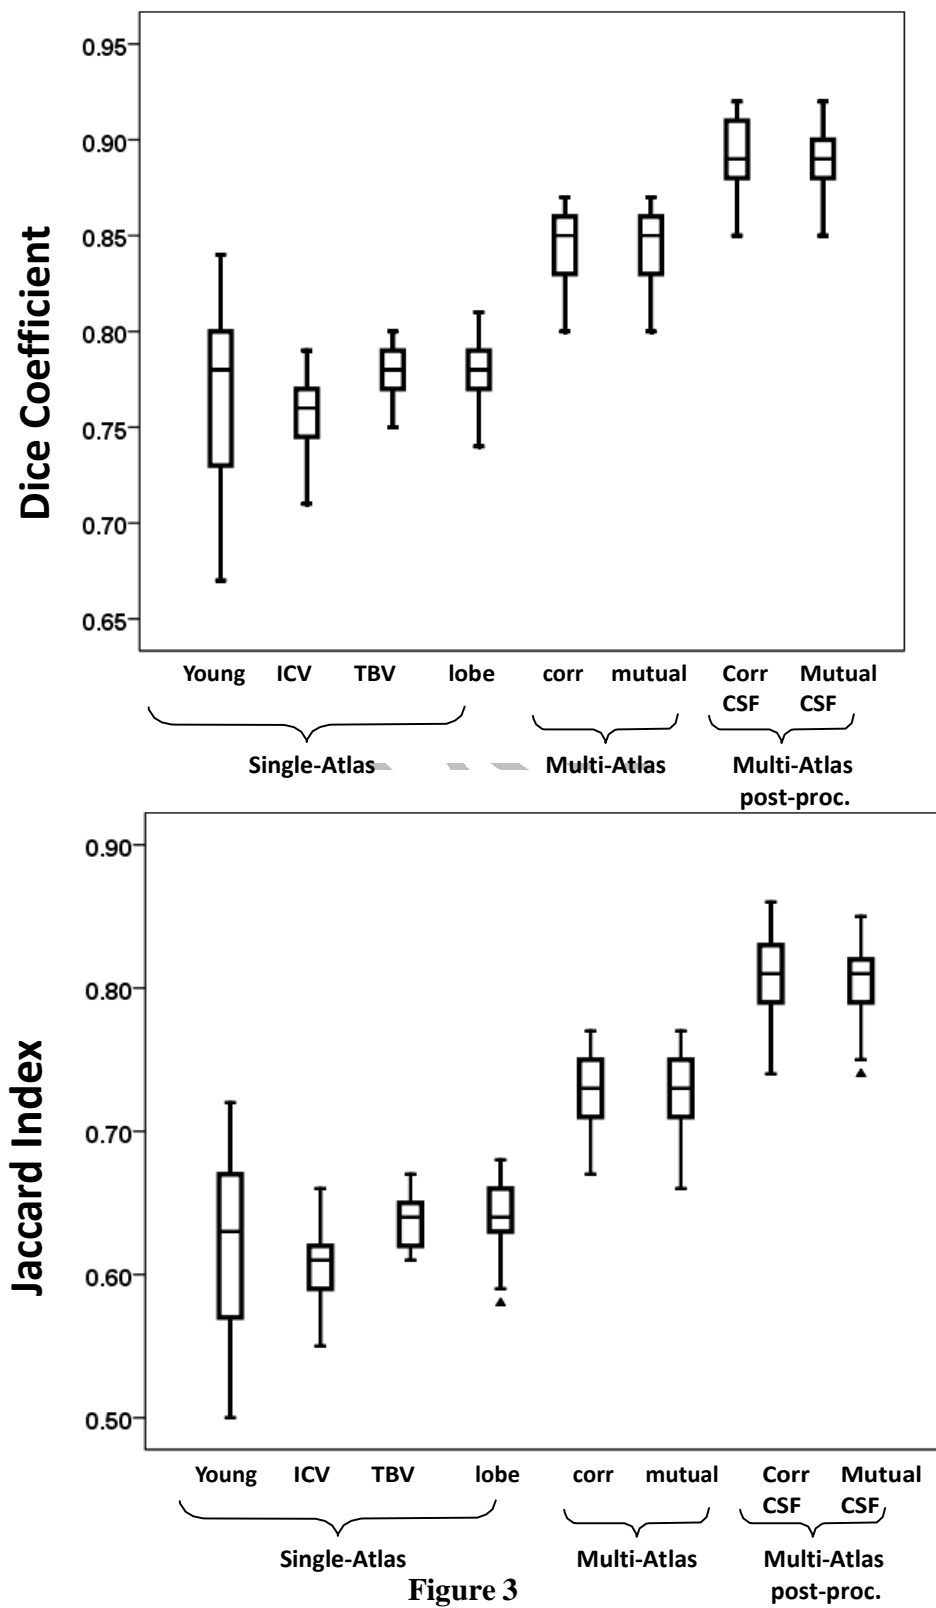 Dice Coefficient
0.95
0.90
0.85
0.80
0.75
0.70
0.65
Young ICV TBV lobe corr mutual Corr Mutual
CSF CSF
Single-Atlas Multi-Atlas Multi-Atlas
post-proc.
Jaccard Index
0.90
0.80
0.70
0.60
0.50
Young ICV TBV lobe corr mutual Corr Mutual
CSF CSF
Single-Atlas Multi-Atlas Multi-Atlas
Figure 3 post-proc.